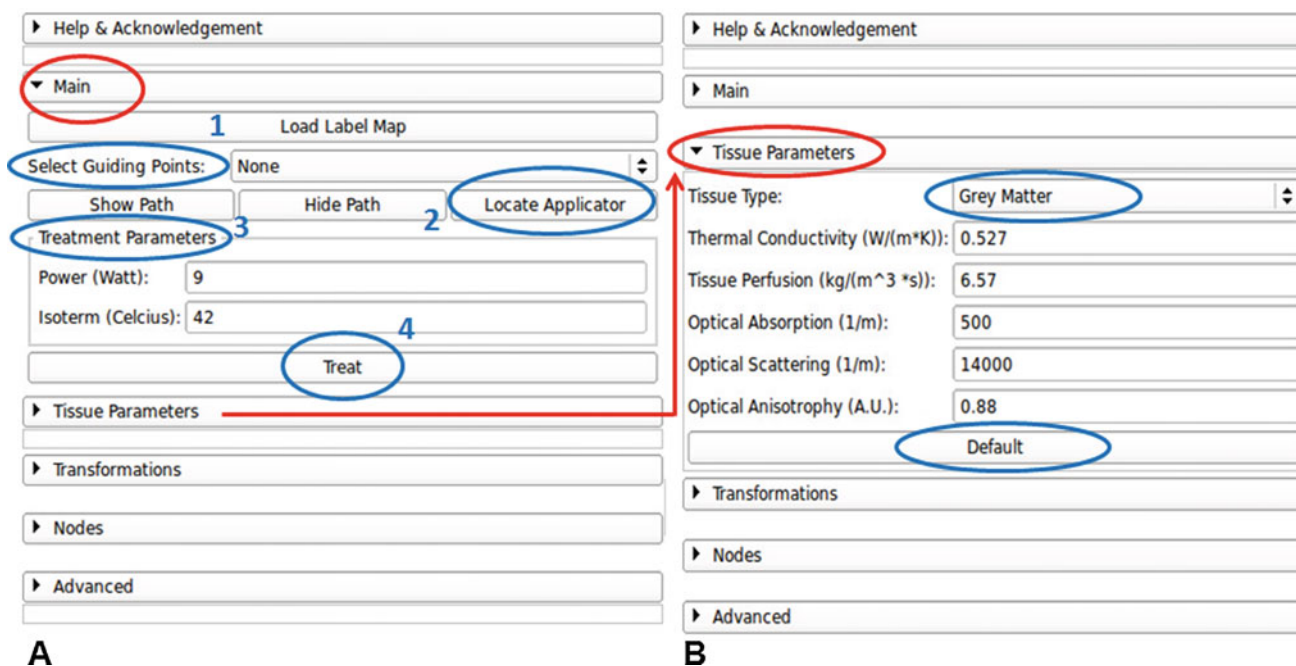 Help & Acknowledgement
Main
1
Load Label Map
Select Guiding Points: None
Show Path Hide Path 2 Locate Applicator
Treatment Parameters 3
Power (Watt): 9
Isoterm (Celcius): 42
4
Treat
Tissue Parameters
Transformations
Nodes
Advanced
A
Help & Acknowledgement
Main
Tissue Parameters
Tissue Type: Grey Matter
Thermal Conductivity (W/(m*K)): 0.527
Tissue Perfusion (kg/(m^3 *s)): 6.57
Optical Absorption (1/m): 500
Optical Scattering (1/m): 14000
Optical Anisotrophy (A.U.): 0.88
Default
Transformations
Nodes
Advanced
B